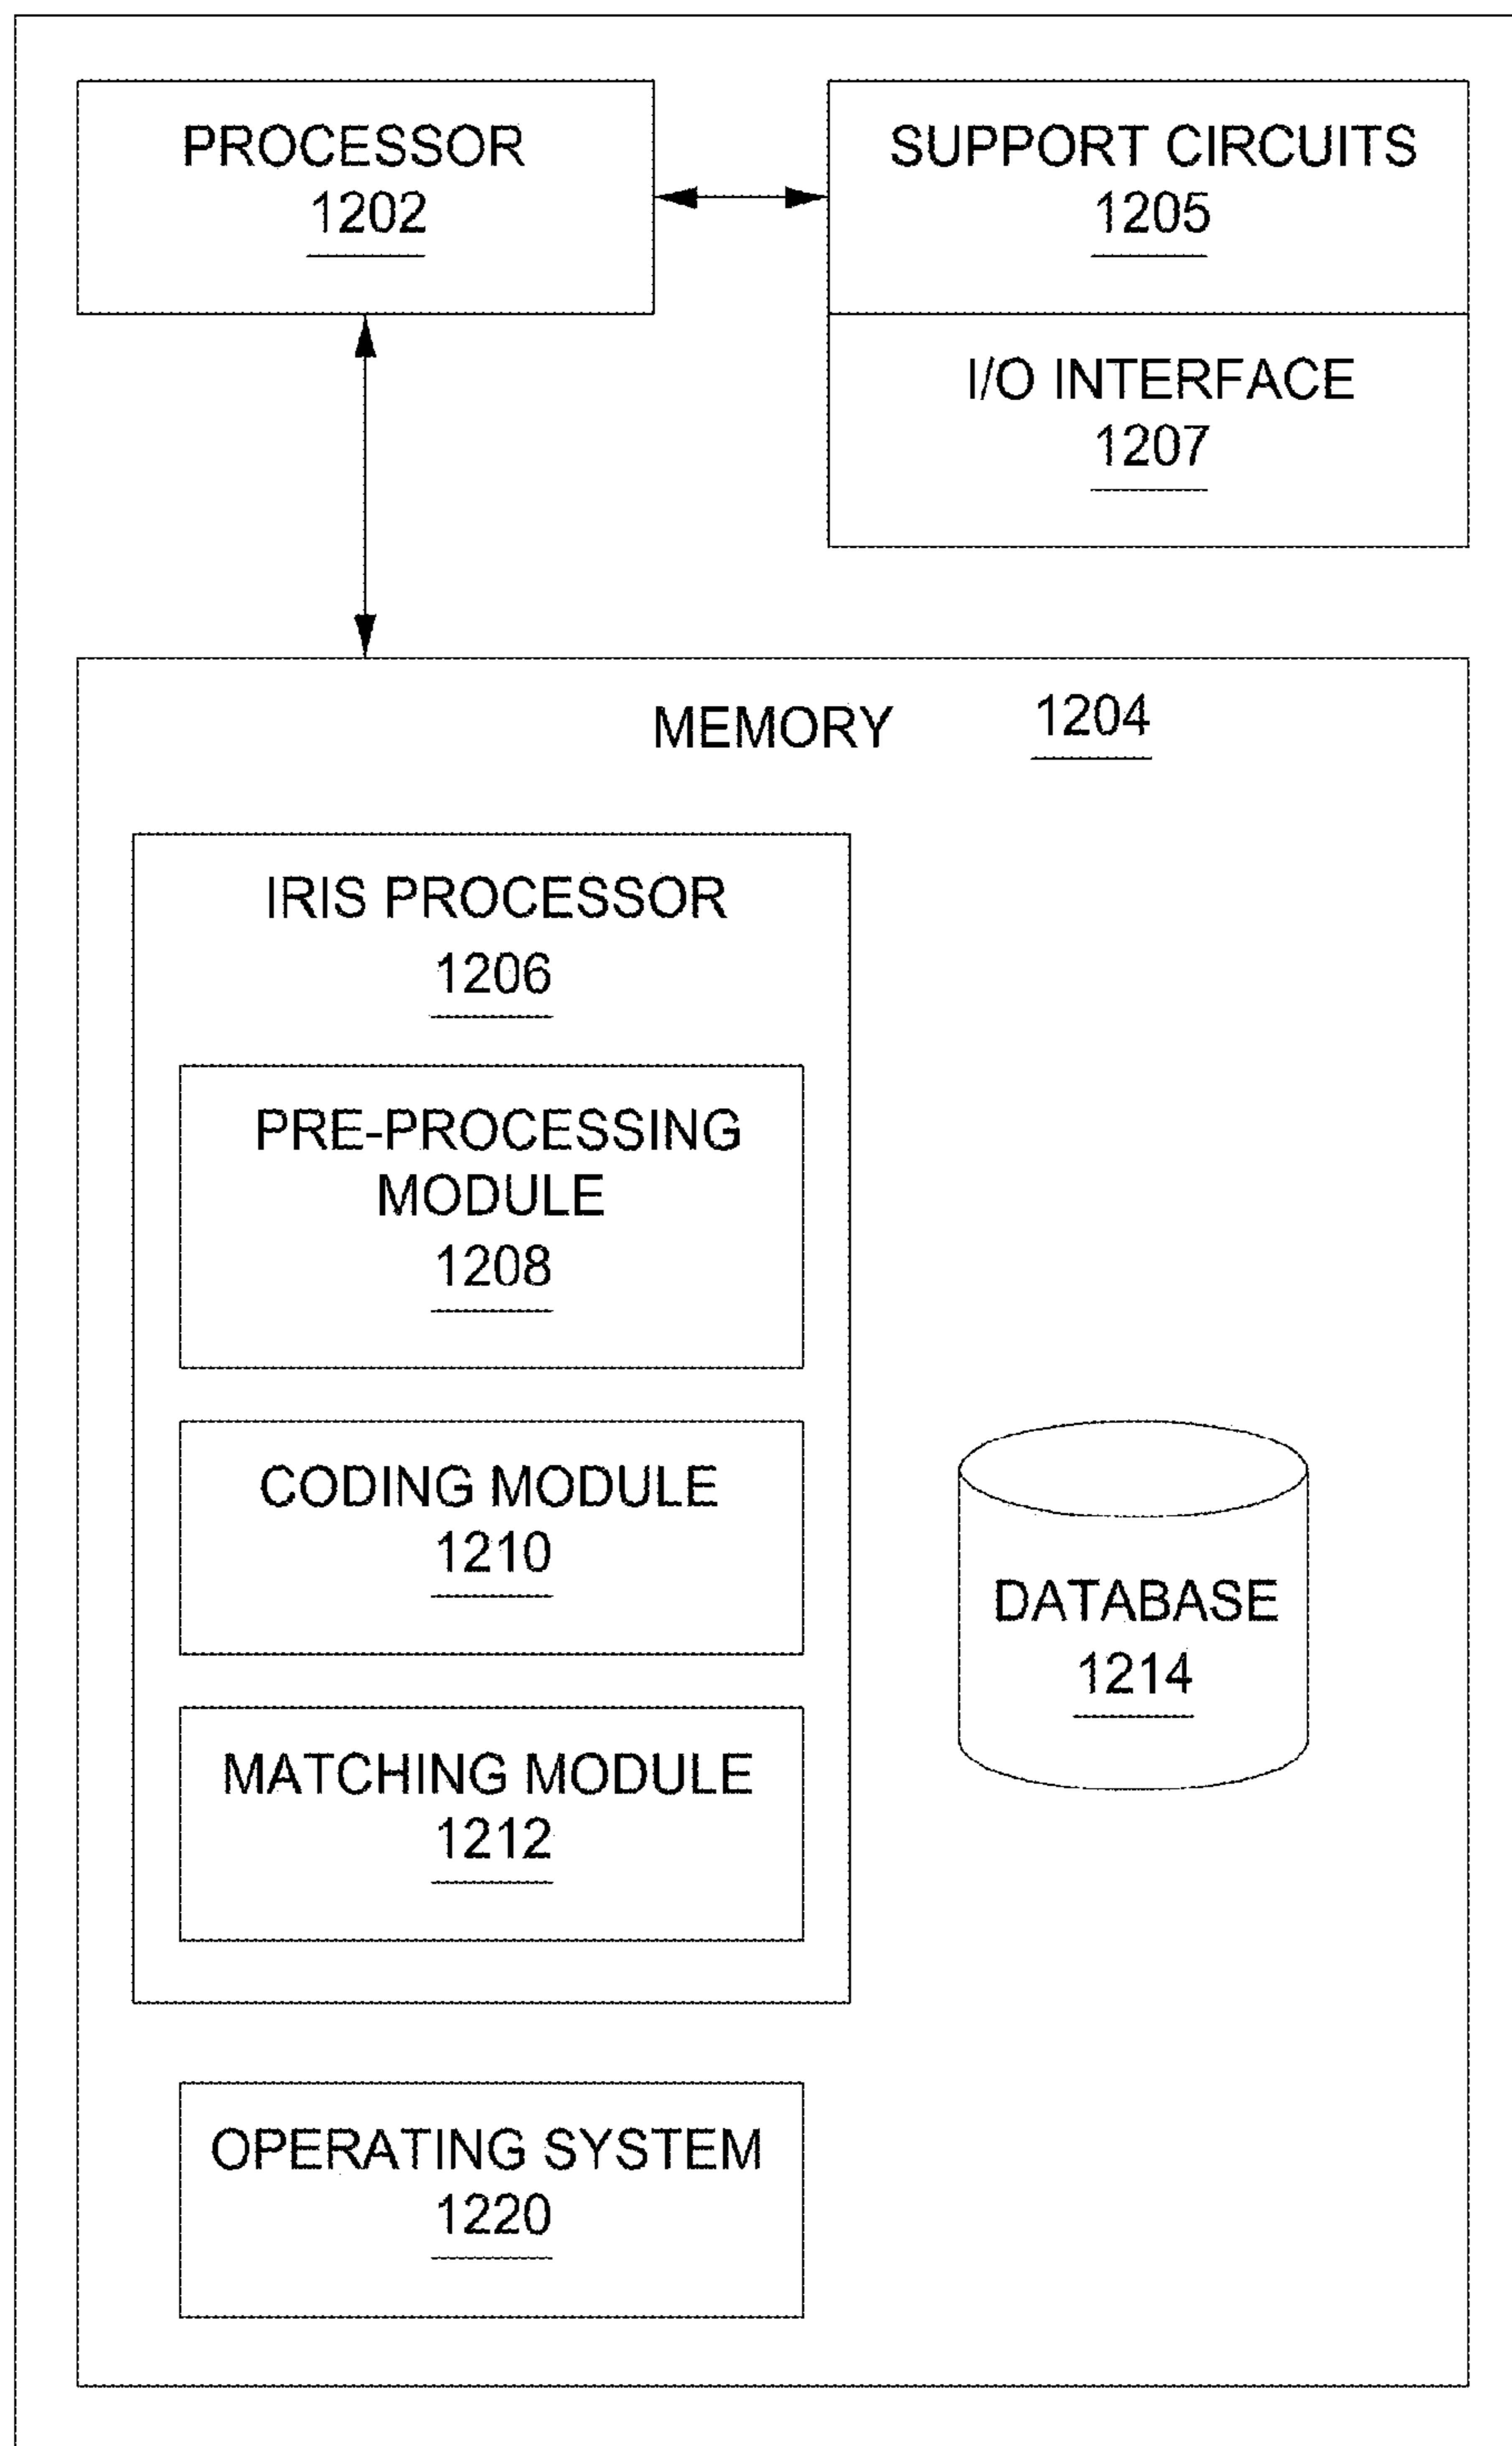 PROCESSOR
1202
SUPPORT CIRCUITS
1205
I/O INTERFACE
1207
MEMORY 1204
IRIS PROCESSOR
1206
PRE-PROCESSING
MODULE
1208
CODING MODULE
1210
MATCHING MODULE
1212
DATABASE
1214
OPERATING SYSTEM
1220